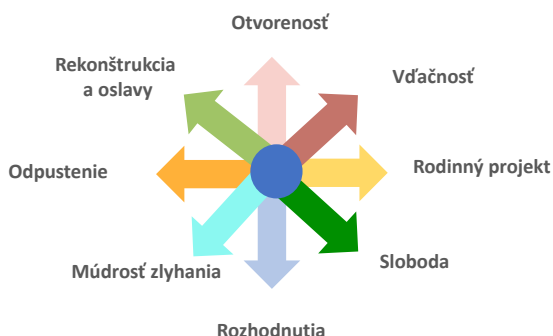 Otvorenosť
Rekonštrukcia
a oslavy
Vďačnosť
Odpustenie
Rodinný projekt
Múdrosť zlyhania
Sloboda
Rozhodnutia